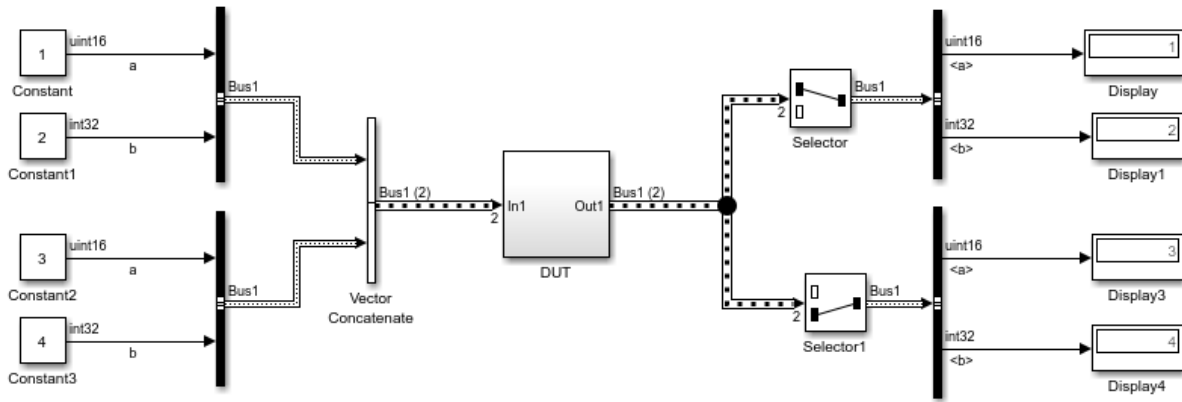 1
Constant
uint16
a
2
Constant1
int32
b
Bus1
3
Constant2
uint16
a
4
Constant3
int32
b
Bus1
Vector
Concatenate
Bus1 (2)
2
In1
Out1
DUT
Bus1 (2)
2
Selector
Bus1
2
Selector1
Bus1
uint16
<a>
1
Display
int32
<b>
2
Display1
uint16
<a>
3
Display3
int32
<b>
4
Display4